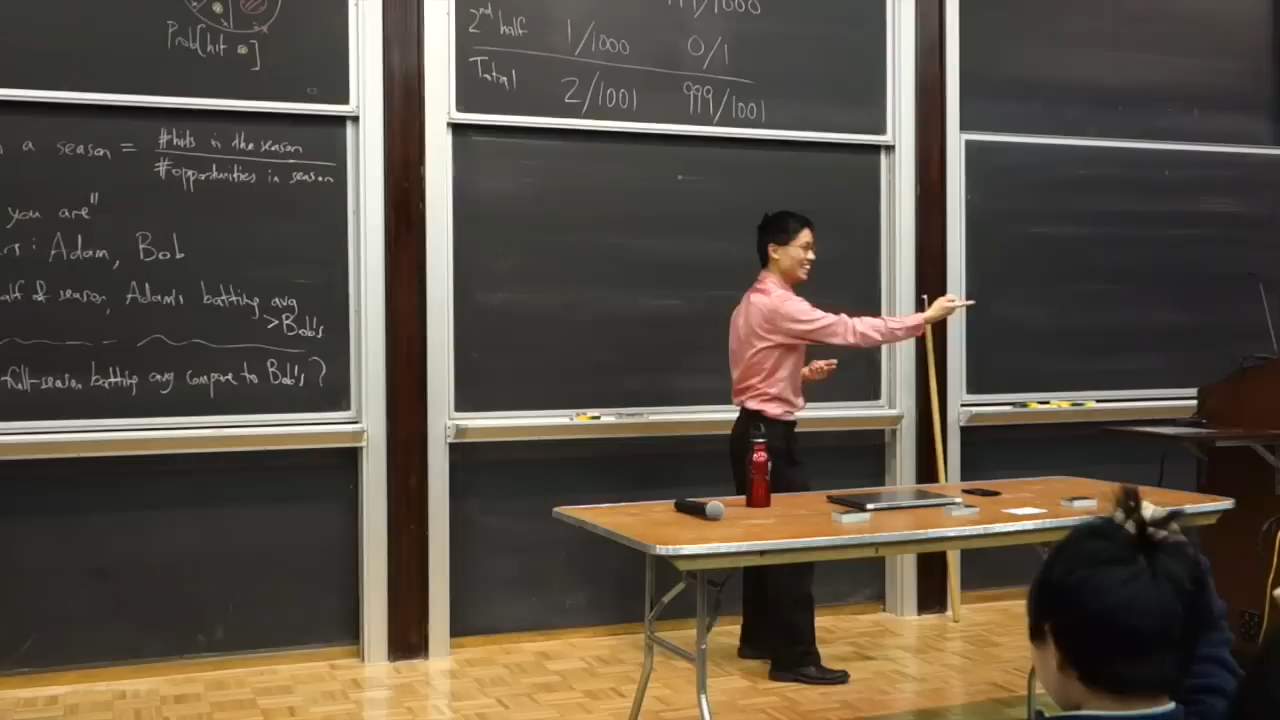 Prob[hit ]
a season = #hits in the season
#opportunities in season
you are"
: Adam, Bob
of season, Adam's batting avg
>Bob's
full-season batting avg compare to Bob's?
2nd half 1/1000 0/1
Total 2/1001 999/1001